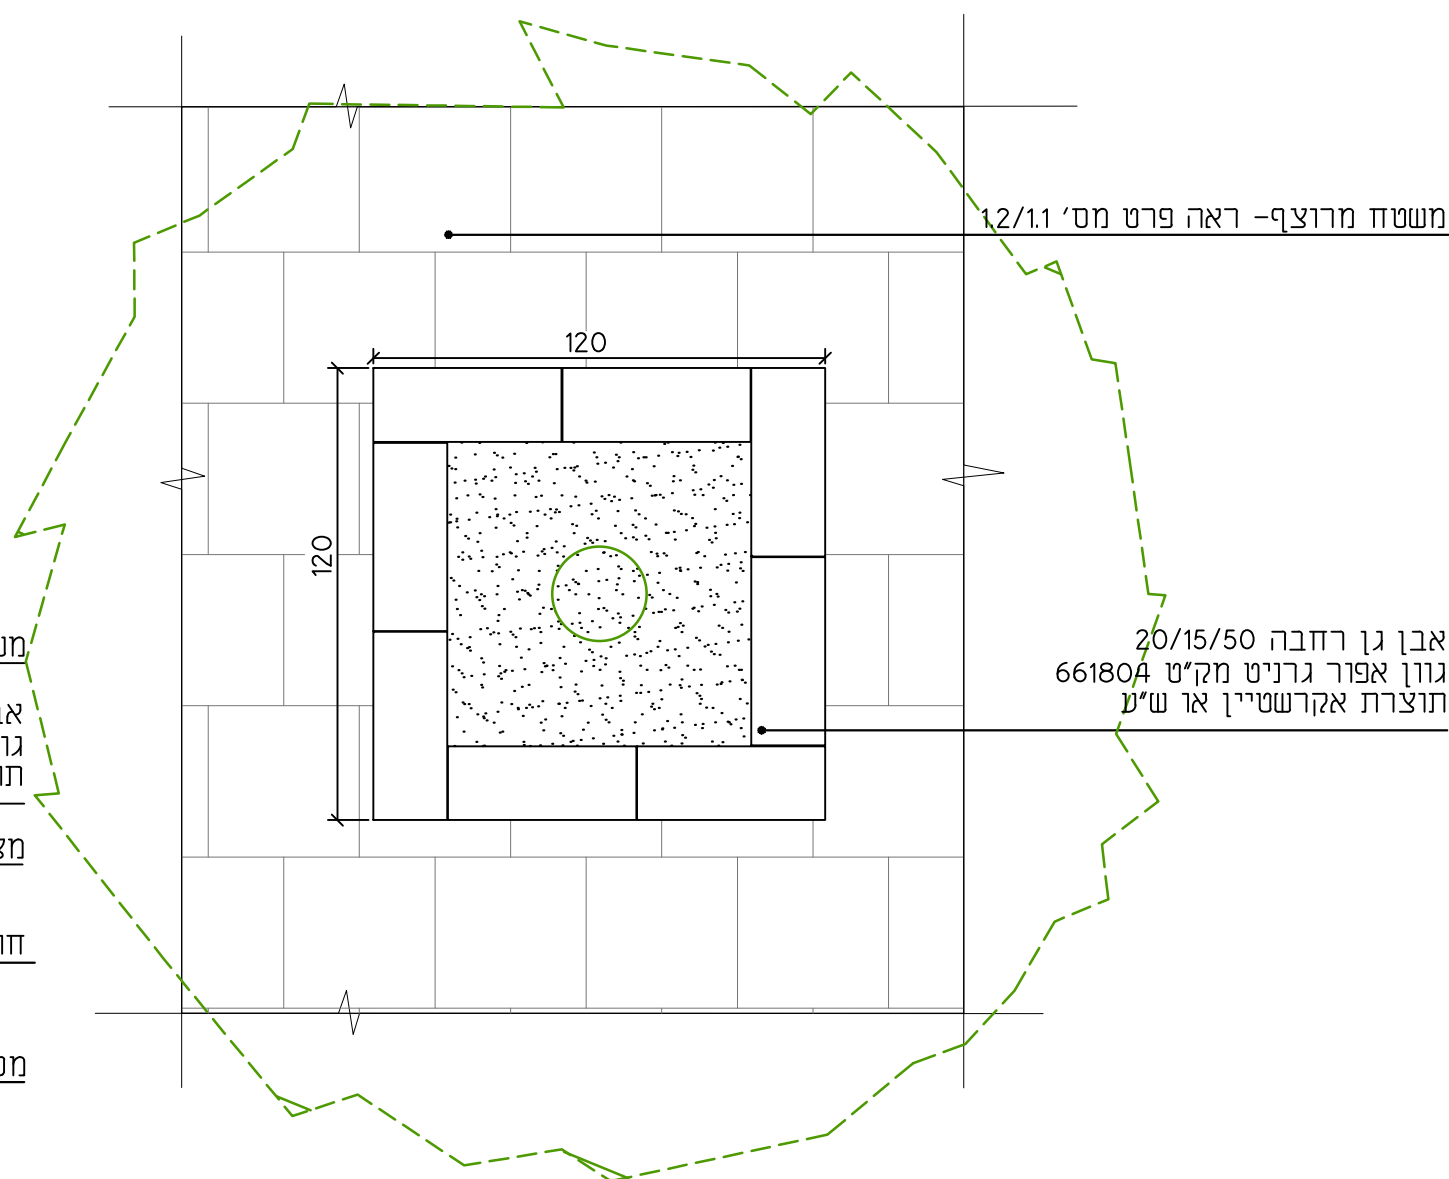 משטח מרוצף- ראה פרט מס' 1.2/1.1
120
120
אבן גן רחבה 20/15/50
גוון אפור גרניט מק"ט 661804
תוצרת אקרשטיין או ש"ע